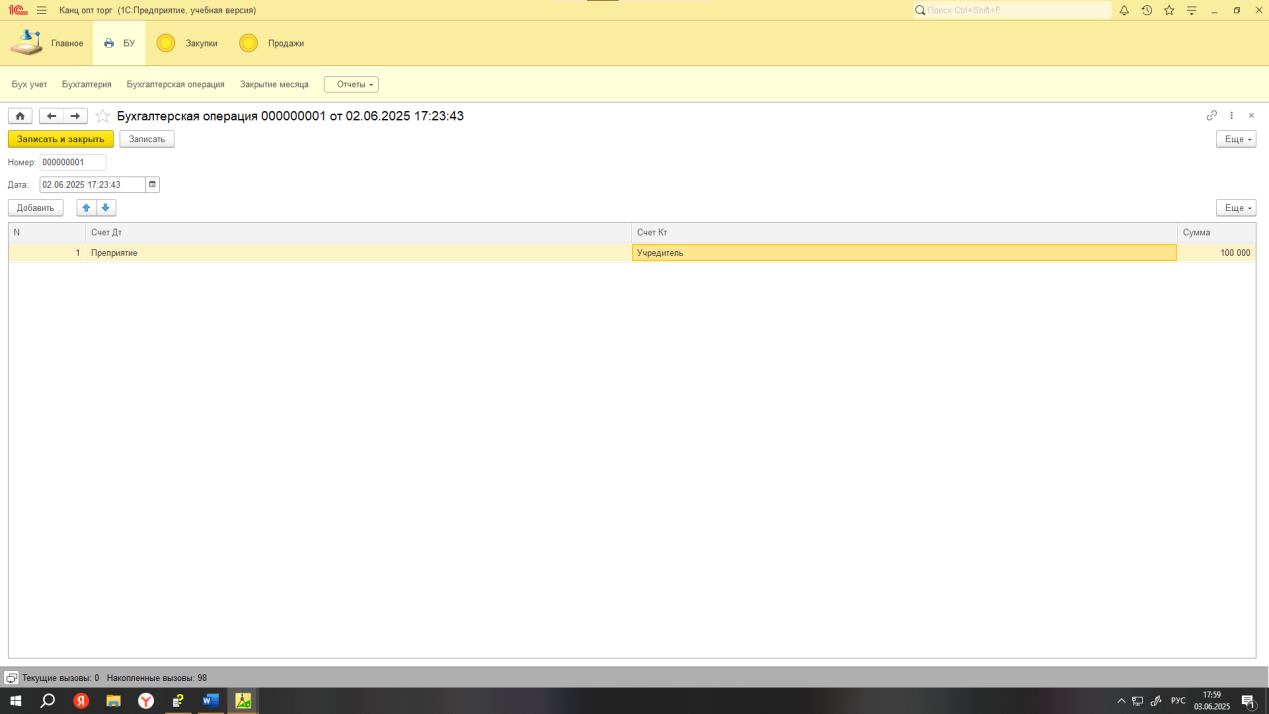 1С Канц опт торг (1С:Предприятие, учебная версия) Поиск Ctrl+Shift+F
Главное БУ Закупки Продажи
Бух учет Бухгалтерия Бухгалтерская операция Закрытие месяца Отчеты
Бухгалтерская операция 000000001 от 02.06.2025 17:23:43
Записать и закрыть Записать Еще
Номер: 000000001
Дата: 02.06.2025 17:23:43
Добавить Еще
N Счет Дт Счет Кт Сумма
1 Преприятие Учредитель 100 000
Текущие вызовы: 0 Накопленные вызовы: 98
Я Y W РУС 17:59
03.06.2025 1